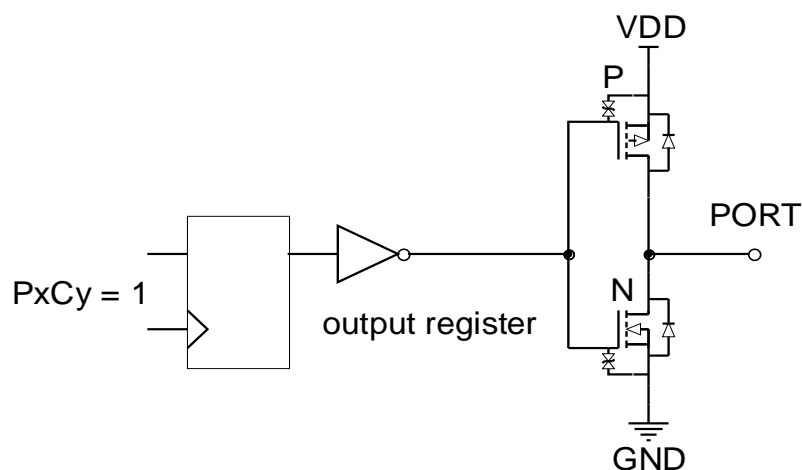 VDD
P
PORT
PxCy = 1
N
output register
GND